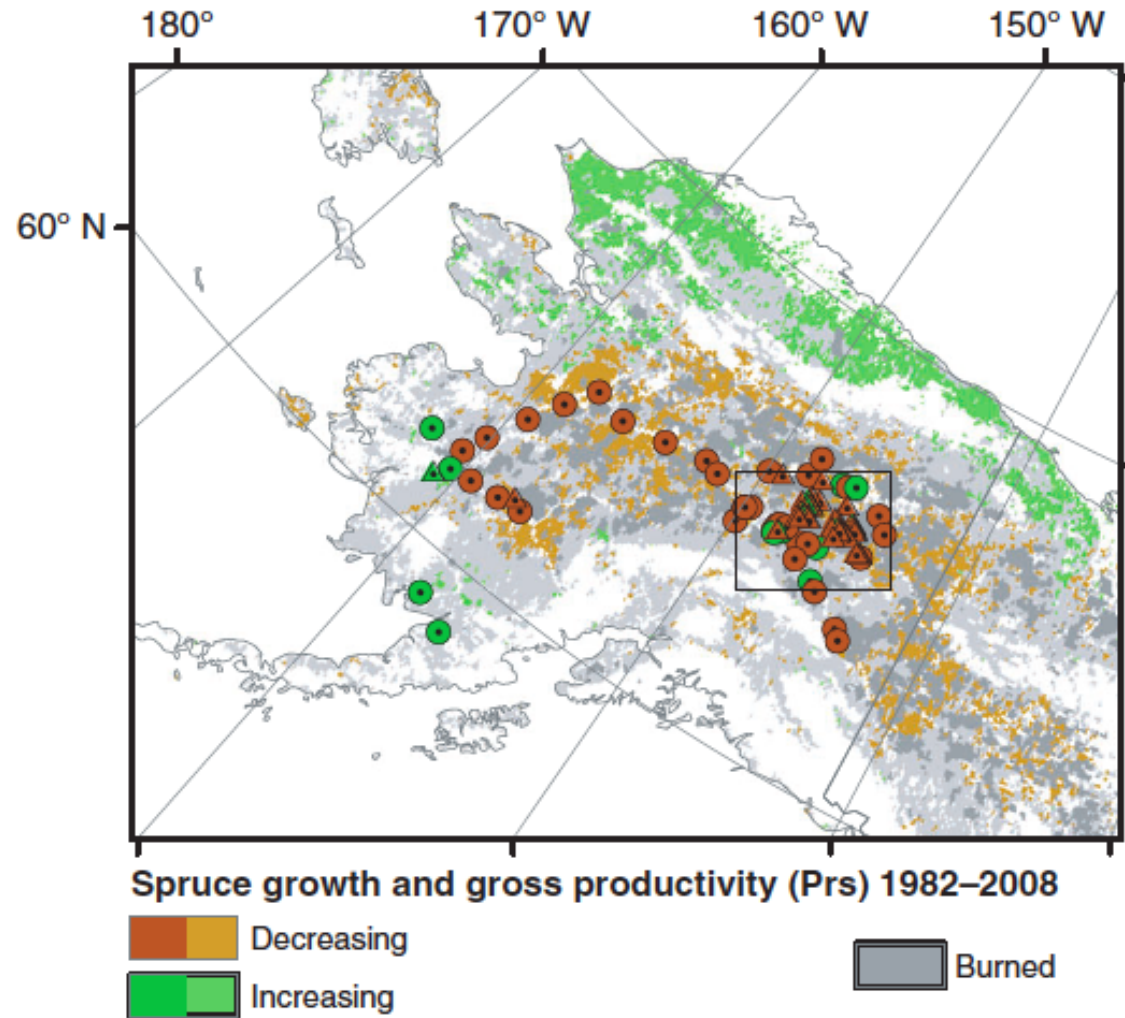 180° 170° W 160° W 150° W
60° N
Spruce growth and gross productivity (Prs) 1982–2008
Decreasing
Burned
Increasing